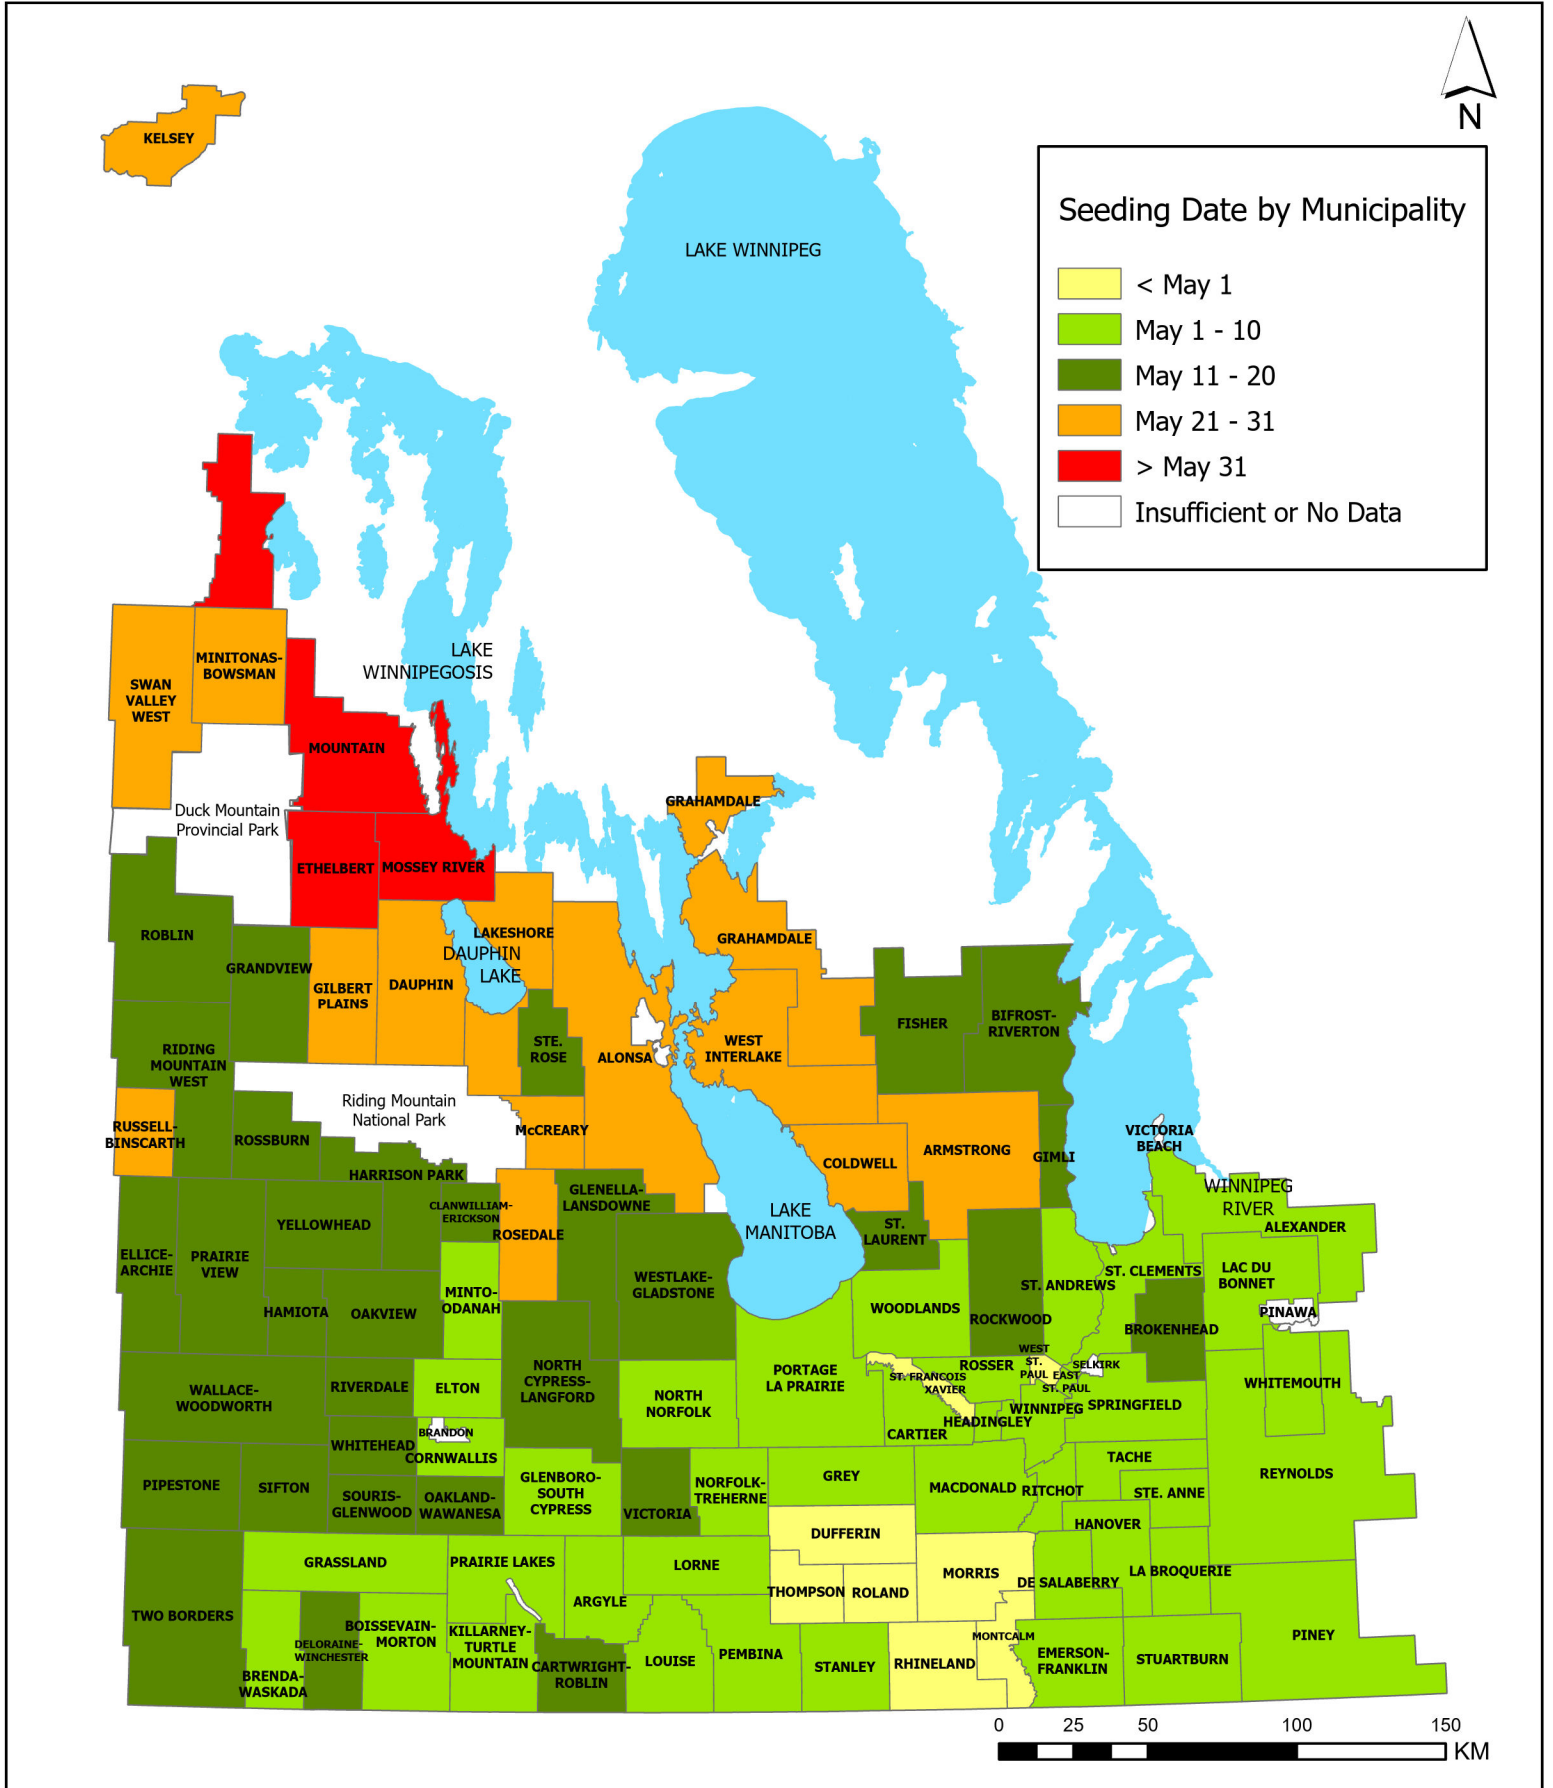 N
KELSEY
Seeding Date by Municipality
< May 1
May 1 - 10
May 11 - 20
May 21 - 31
> May 31
Insufficient or No Data
LAKE WINNIPEG
LAKE
WINNIPEGOSIS
MINITONAS-
BOWSMAN
SWAN
VALLEY
WEST
MOUNTAIN
Duck Mountain
Provincial Park
GRAHAMDALE
ETHELBERT
MOSSEY RIVER
ROBLIN
LAKESHORE
DAUPHIN
LAKE
GRAHAMDALE
GRANDVIEW
GILBERT
PLAINS
DAUPHIN
FISHER
BIFROST-
RIVERTON
STE.
ROSE
ALONSA
WEST
INTERLAKE
RIDING
MOUNTAIN
WEST
Riding Mountain
National Park
RUSSELL-
BINSCARTH
ROSSBURN
McCREARY
VICTORIA
BEACH
HARRISON PARK
COLDWELL
ARMSTRONG
GIMLI
GLENELLA-
LANSDOWNE
CLANWILLIAM-
ERICKSON
ROSEDALE
LAKE
MANITOBA
ST.
LAURENT
WINNIPEG
RIVER
ALEXANDER
YELLOWHEAD
ELLICE-
ARCHIE
PRAIRIE
VIEW
WESTLAKE-
GLADSTONE
ST. CLEMENTS
LAC DU
BONNET
ST. ANDREWS
MINTO-
ODANAH
HAMIOTA
OAKVIEW
WOODLANDS
ROCKWOOD
PINAWA
BROKENHEAD
NORTH
CYPRESS-
LANGFORD
PORTAGE
LA PRAIRIE
ROSSER
WEST
ST.
PAUL
EAST
ST. PAUL
SELKIRK
ST. FRANCOIS
XAVIER
WHITEMOUTH
WALLACE-
WOODWORTH
RIVERDALE
ELTON
NORTH
NORFOLK
HEADINGLEY
WINNIPEG
SPRINGFIELD
CARTIER
BRANDON
WHITEHEAD
CORNWALLIS
TACHE
REYNOLDS
PIPESTONE
SIFTON
SOURIS-
GLENWOOD
OAKLAND-
WAWANESA
GLENBORO-
SOUTH
CYPRESS
VICTORIA
NORFOLK-
TREHERNE
GREY
MACDONALD
RITCHOT
STE. ANNE
HANOVER
DUFFERIN
GRASSLAND
PRAIRIE LAKES
LORNE
THOMPSON
ROLAND
MORRIS
DE SALABERRY
LA BROQUERIE
ARGYLE
TWO BORDERS
DELORAINE-
WINCHESTER
BOISSEVAIN-
MORTON
KILLARNEY-
TURTLE
MOUNTAIN
CARTWRIGHT-
ROBLIN
LOUISE
PEMBINA
STANLEY
RHINELAND
MONTCALM
EMERSON-
FRANKLIN
STUARTBURN
PINEY
BRENDA-
WASKADA
0 25 50 100 150
KM